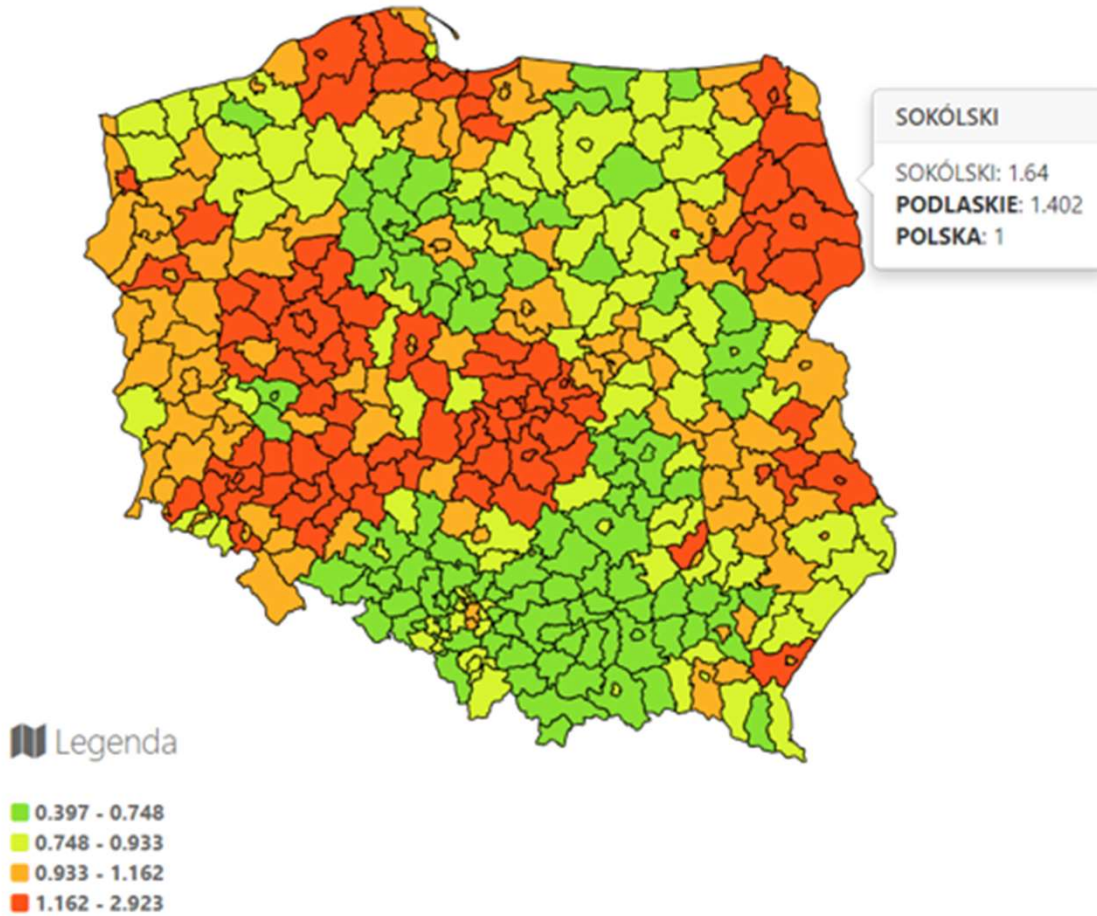 SOKÓLSKI
SOKÓLSKI: 1.64
PODLASKIE: 1.402
POLSKA: 1
Legenda
0.397 - 0.748
0.748 - 0.933
0.933 - 1.162
1.162 - 2.923